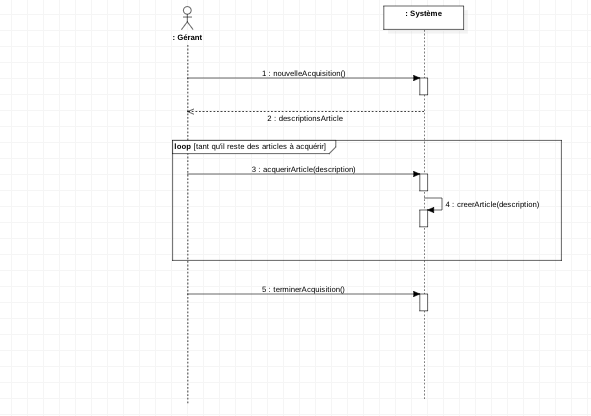 : Gérant
: Système
1 : nouvelleAcquisition()
2 : descriptionsArticle
loop [tant qu'il reste des articles à acquérir]
3 : acquerirArticle(description)
4 : creerArticle(description)
5 : terminerAcquisition()